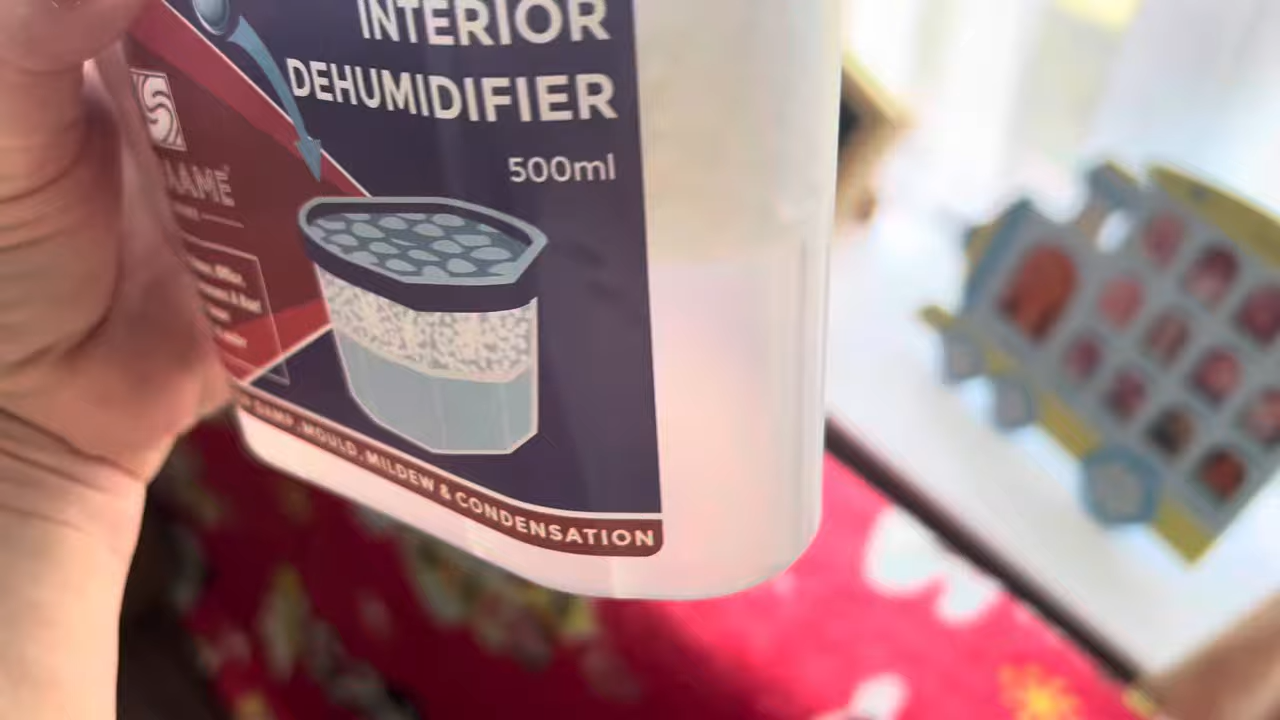 INTERIOR
DEHUMIDIFIER
500ml
DAMP, MOULD, MILDEW & CONDENSATION